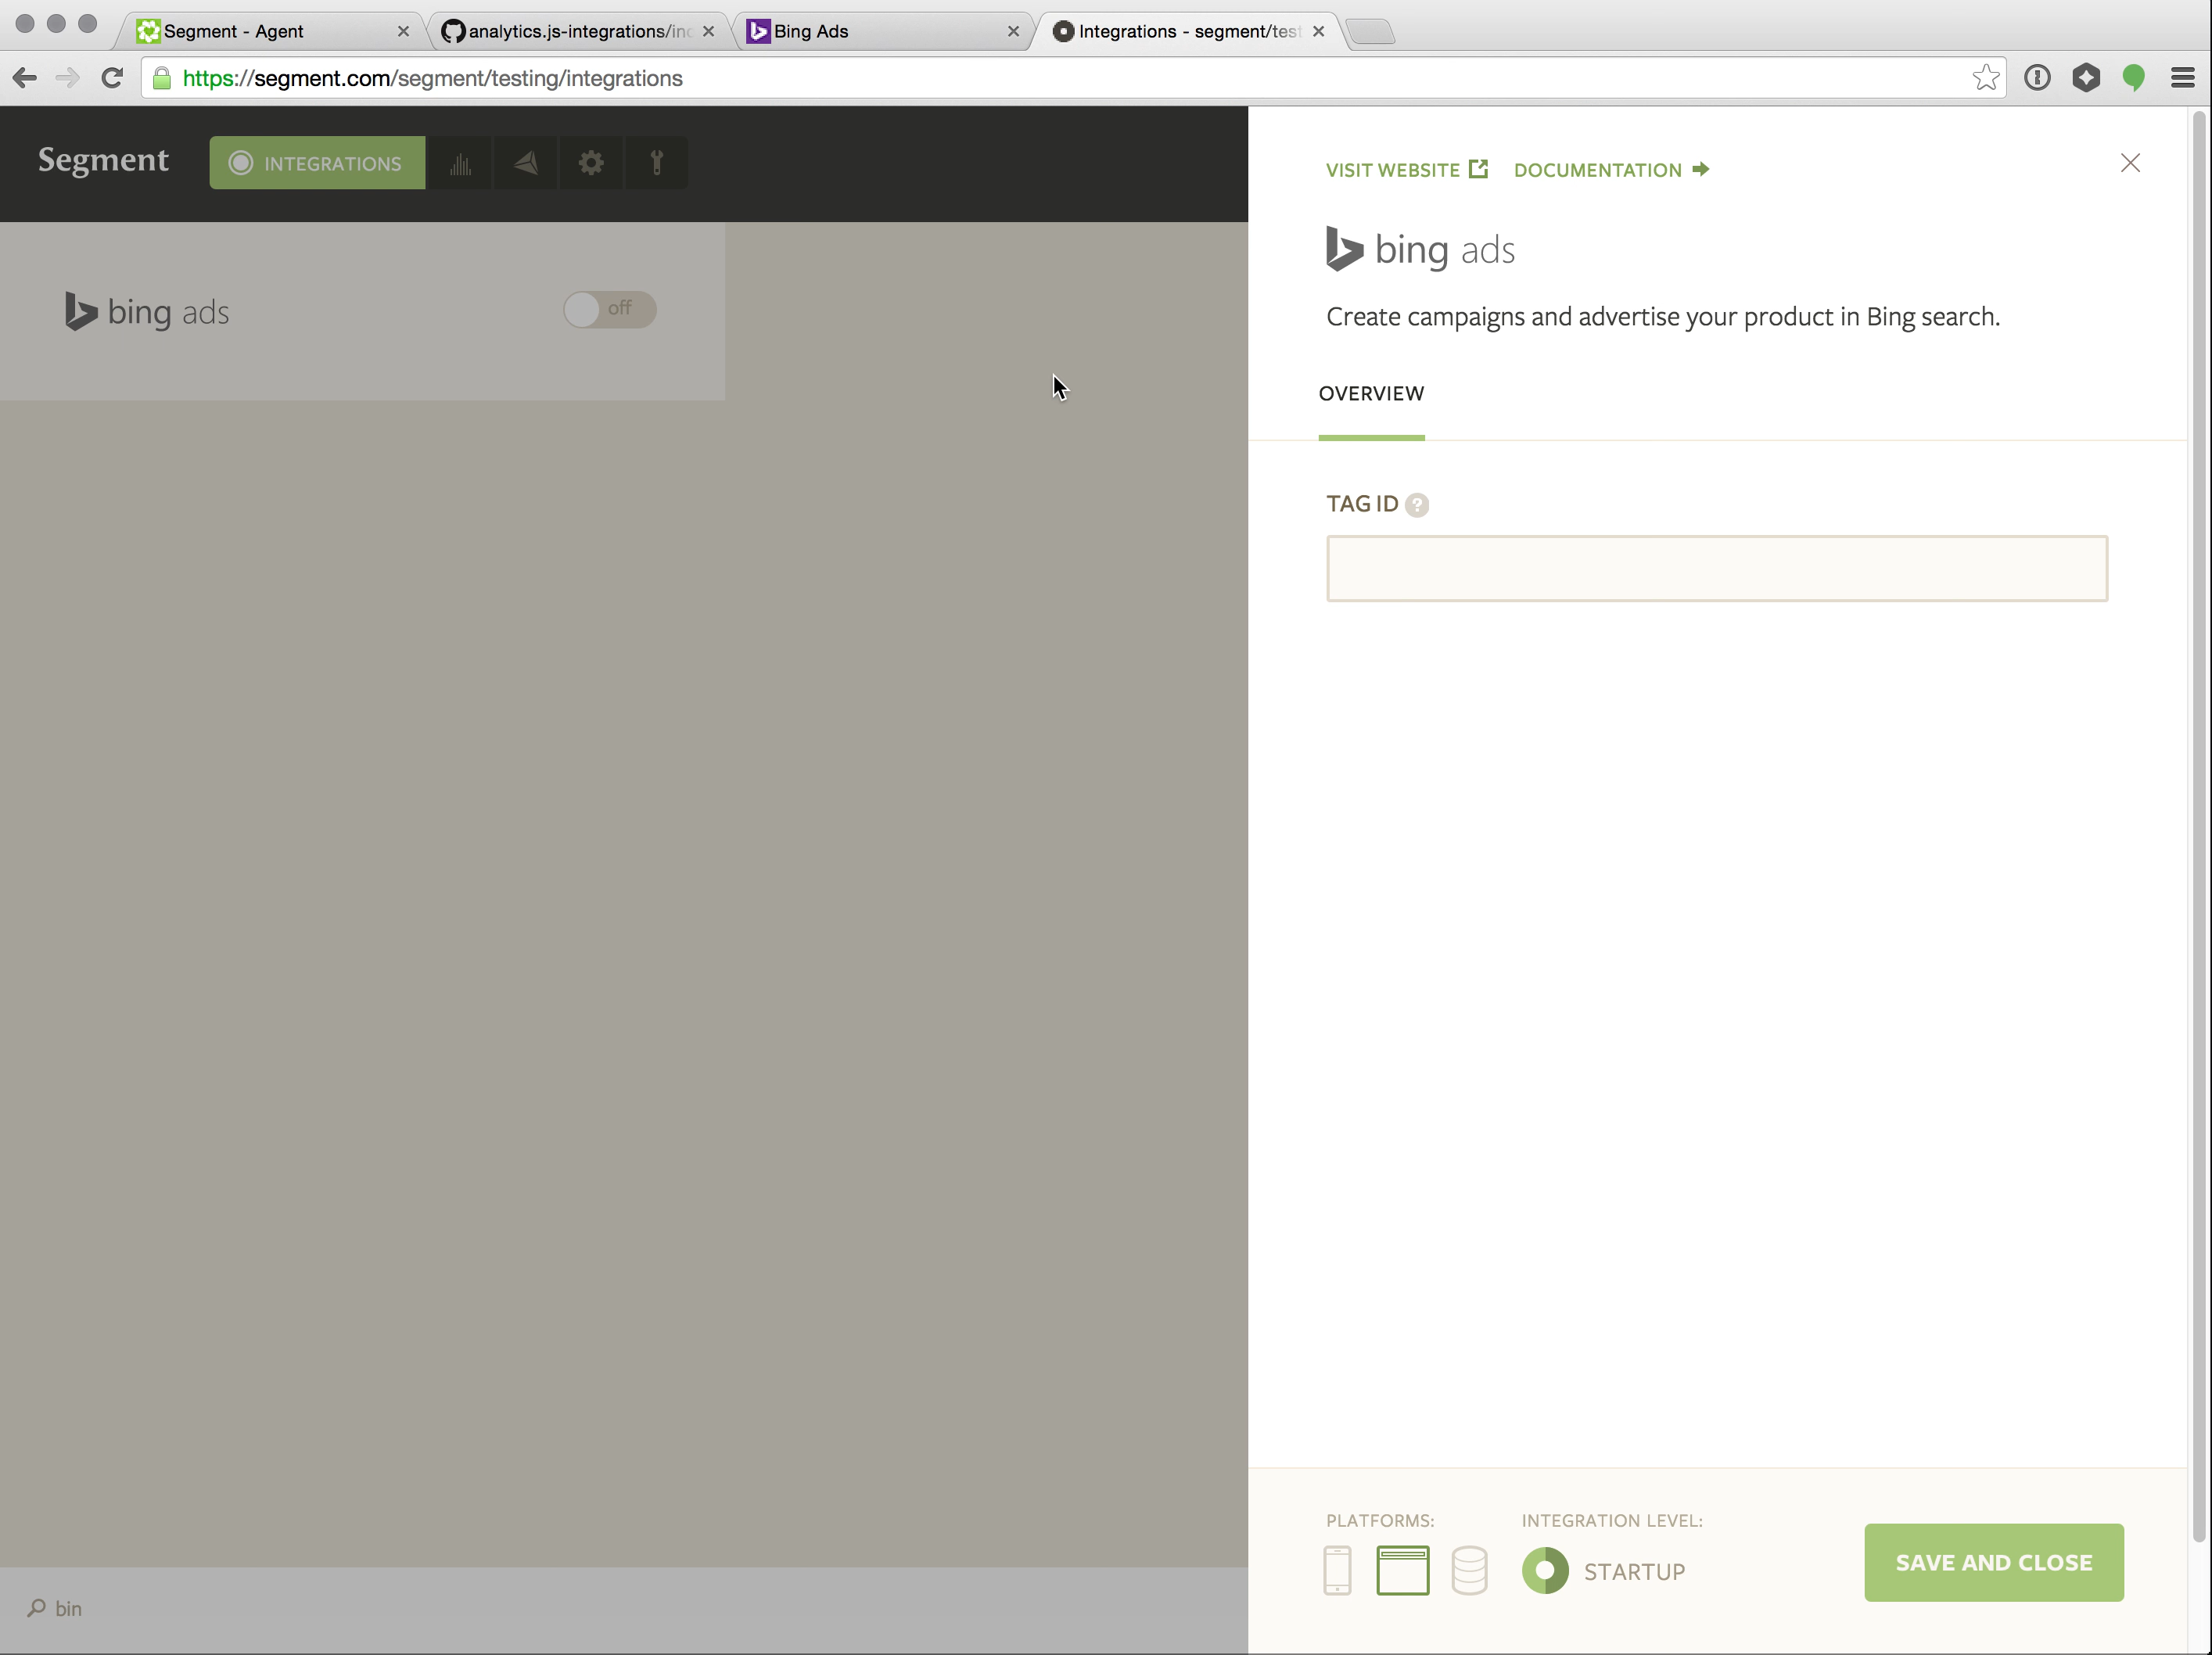 Segment - Agent
analytics.js-integrations/inc
Bing Ads
Integrations - segment/test
https://segment.com/segment/testing/integrations
Segment
INTEGRATIONS
bing ads
off
bin
VISIT WEBSITE
DOCUMENTATION
bing ads
Create campaigns and advertise your product in Bing search.
OVERVIEW
TAG ID ?
PLATFORMS:
INTEGRATION LEVEL:
STARTUP
SAVE AND CLOSE